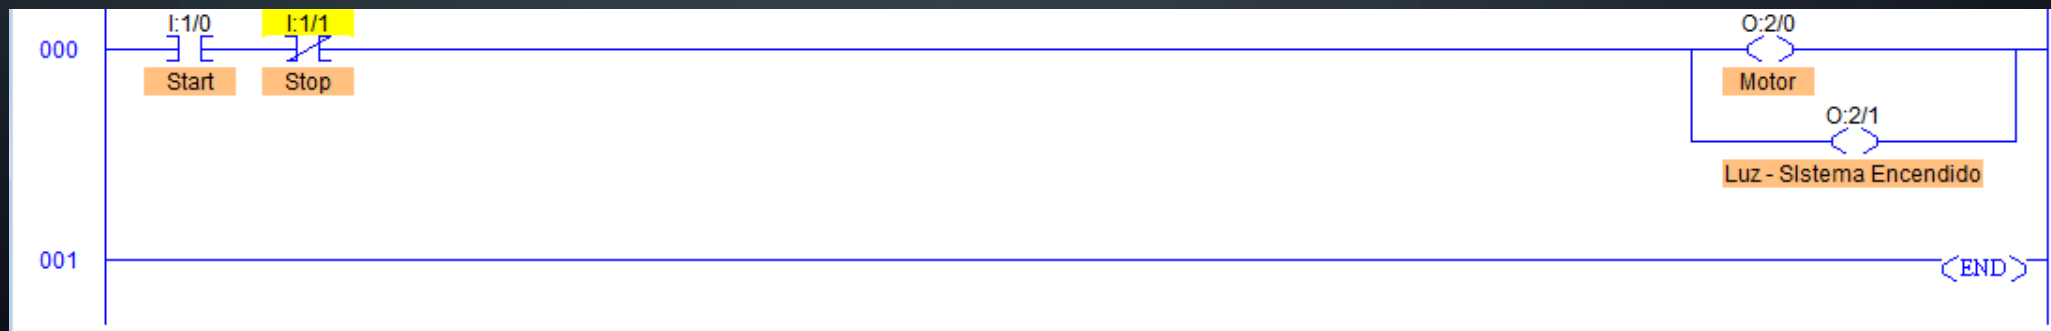 I:1/0 I:1/1 O:2/0
000
Start Stop Motor
O:2/1
Luz - SIstema Encendido
001
END